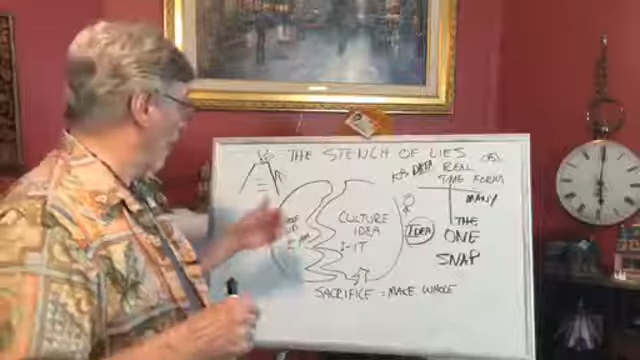 THE STENCH OF LIES
DATA REAL
TIME FORM
MANY
CULTURE
IDEA
I-IT
IDEA
THE
ONE
SNAP
SACRIFICE = MAKE WHOLE